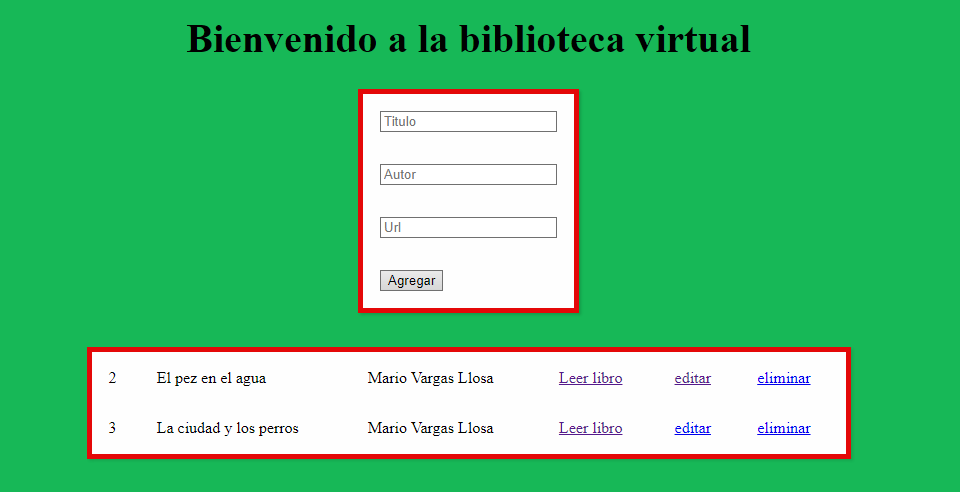 Bienvenido a la biblioteca virtual
Titulo
Autor
Url
Agregar
2 El pez en el agua Mario Vargas Llosa Leer libro editar eliminar
3 La ciudad y los perros Mario Vargas Llosa Leer libro editar eliminar